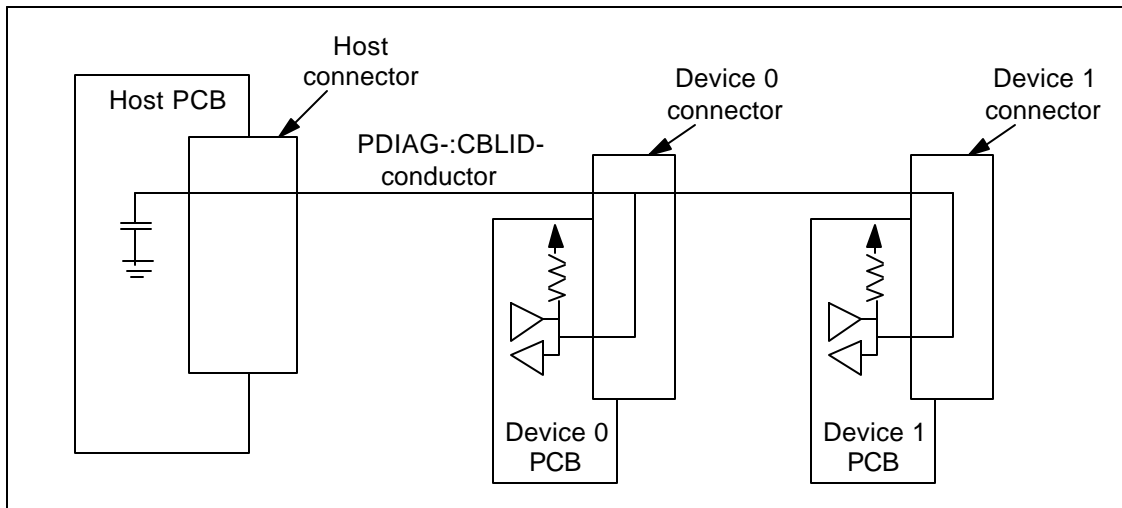 Host
connector
Host PCB
Device 0
connector
Device 1
connector
PDIAG-:CBLID-
conductor
Device 0
PCB
Device 1
PCB